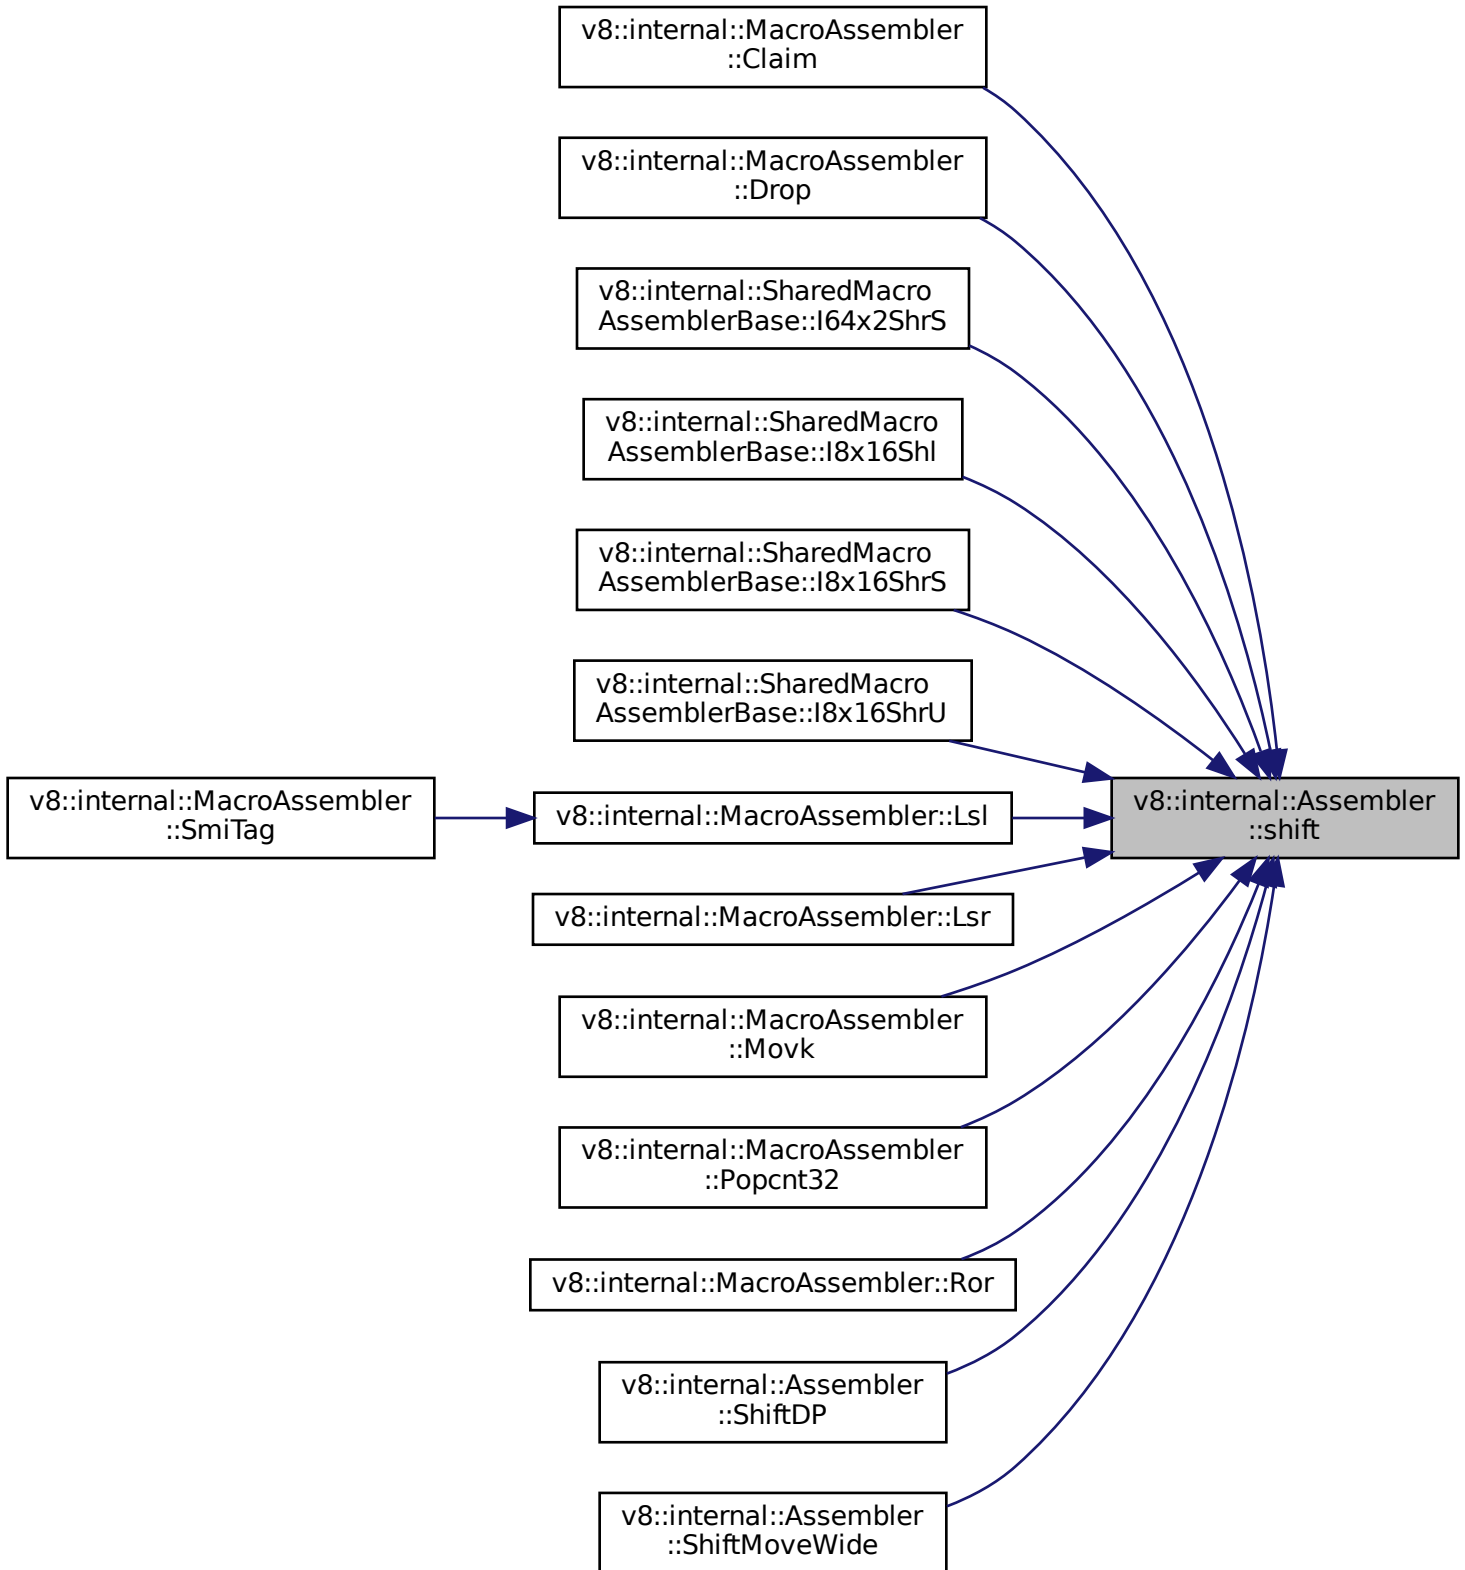 v8::internal::MacroAssembler
::Claim
v8::internal::MacroAssembler
::Drop
v8::internal::SharedMacro
AssemblerBase::I64x2ShrS
v8::internal::SharedMacro
AssemblerBase::I8x16Shl
v8::internal::SharedMacro
AssemblerBase::I8x16ShrS
v8::internal::SharedMacro
AssemblerBase::I8x16ShrU
v8::internal::MacroAssembler
::SmiTag
v8::internal::MacroAssembler::Lsl
v8::internal::Assembler
::shift
v8::internal::MacroAssembler::Lsr
v8::internal::MacroAssembler
::Movk
v8::internal::MacroAssembler
::Popcnt32
v8::internal::MacroAssembler::Ror
v8::internal::Assembler
::ShiftDP
v8::internal::Assembler
::ShiftMoveWide